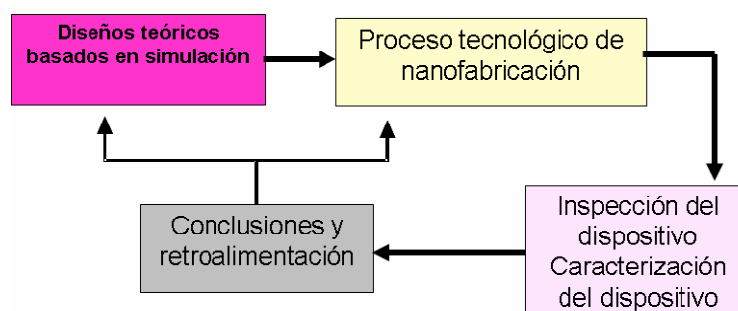 Diseños teóricos
basados en simulación
Proceso tecnológico de
nanofabricación
Inspección del
dispositivo
Caracterización
del dispositivo
Conclusiones y
retroalimentación